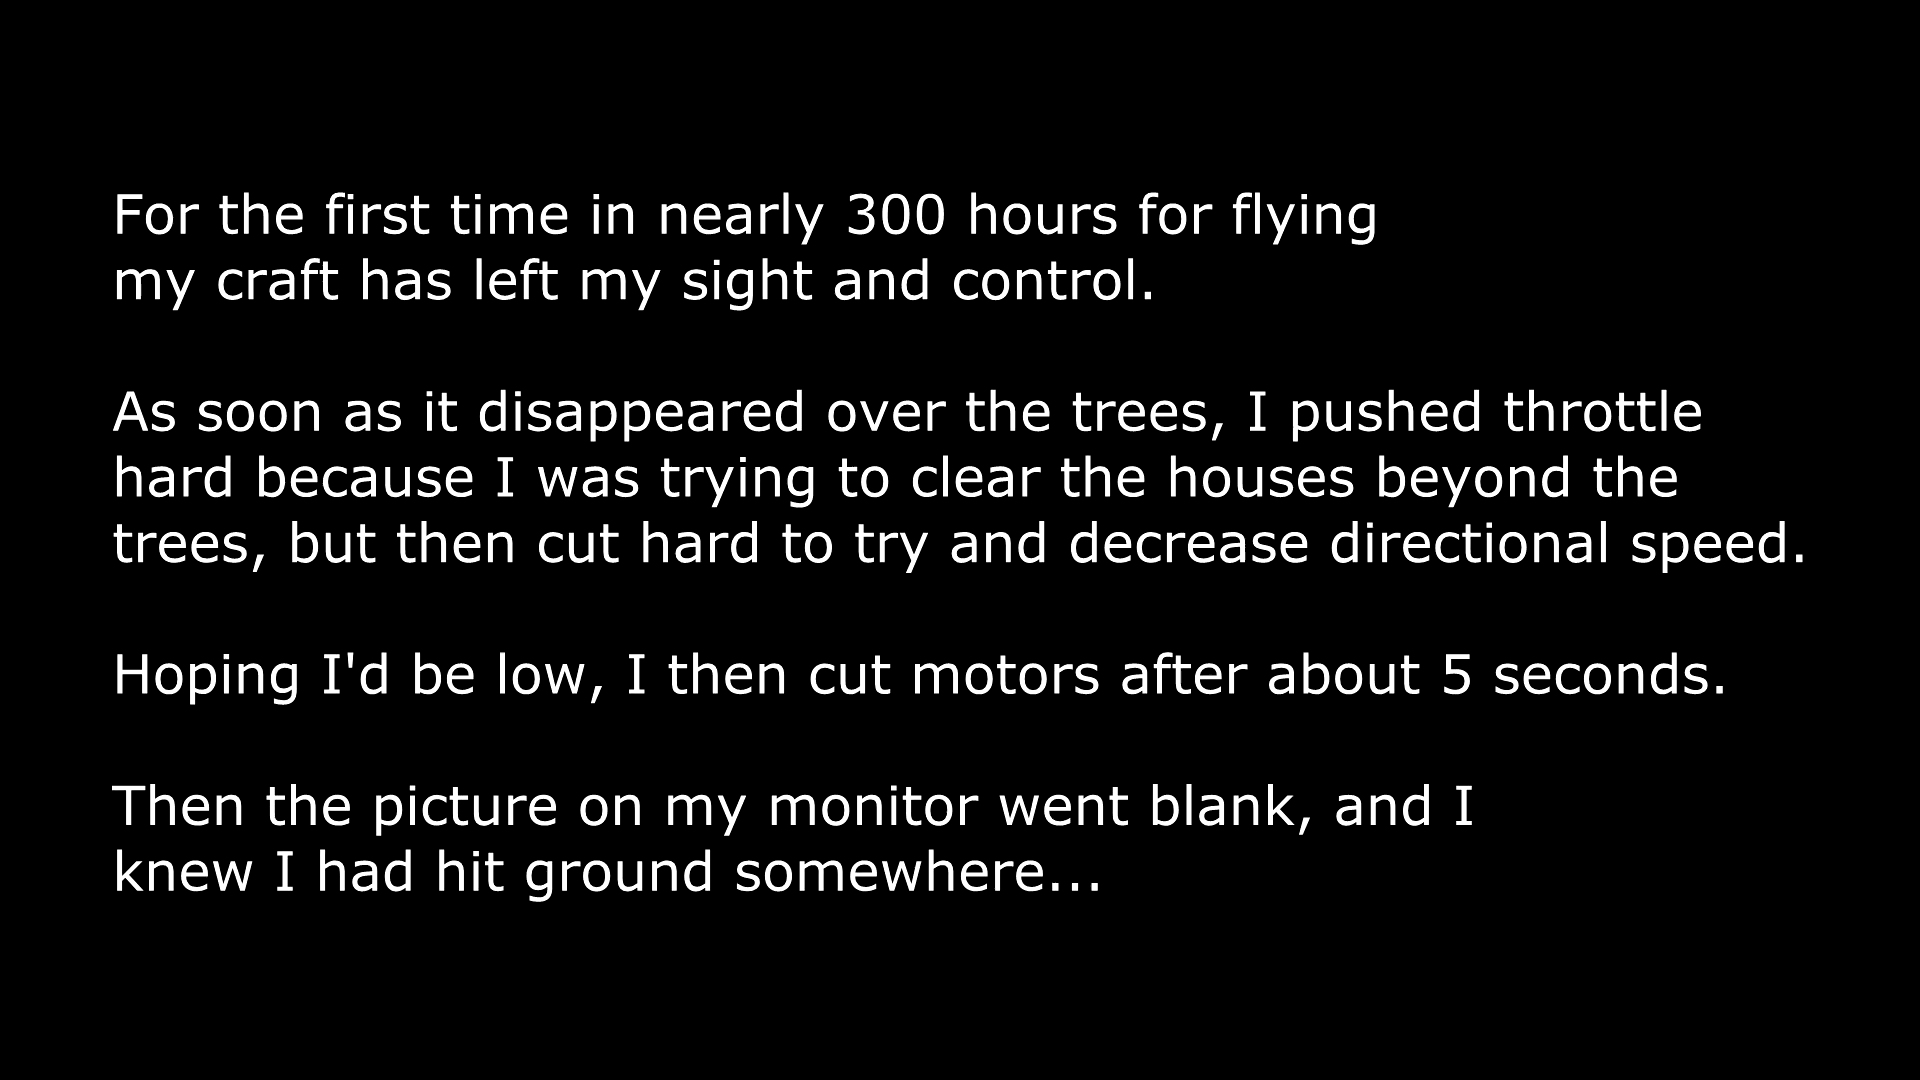 For the first time in nearly 300 hours for flying
my craft has left my sight and control.
As soon as it disappeared over the trees, I pushed throttle
hard because I was trying to clear the houses beyond the
trees, but then cut hard to try and decrease directional speed.
Hoping I'd be low, I then cut motors after about 5 seconds.
Then the picture on my monitor went blank, and I
knew I had hit ground somewhere...